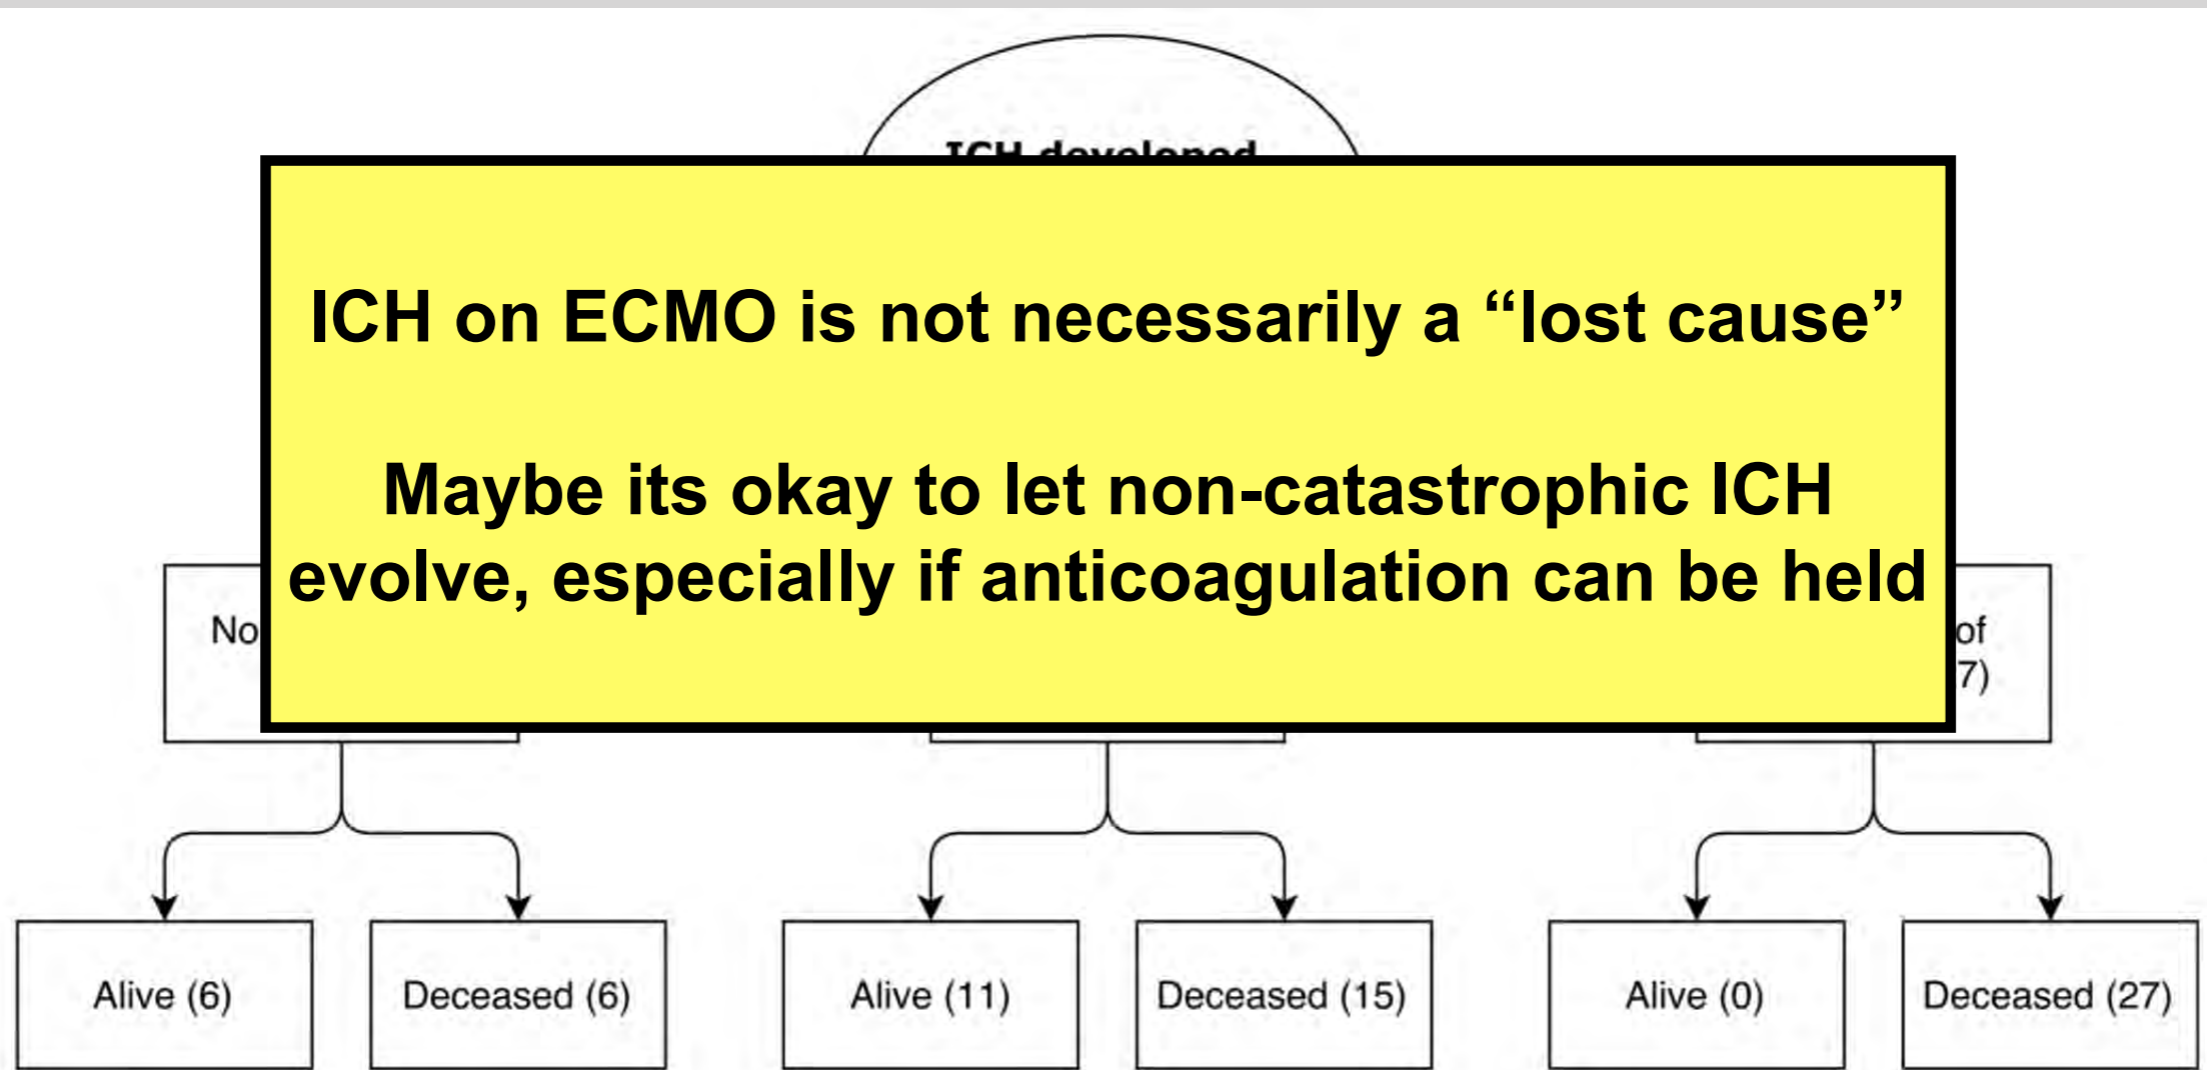 ICH developed
ICH on ECMO is not necessarily a “lost cause”
Maybe its okay to let non-catastrophic ICH
evolve, especially if anticoagulation can be held
No
of
7)
Alive (6)
Deceased (6)
Alive (11)
Deceased (15)
Alive (0)
Deceased (27)